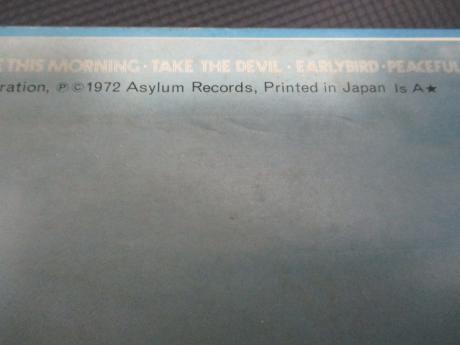 THIS MORNING · TAKE THE DEVIL · EARLYBIRD · PEACEFUL
ration, ℗©1972 Asylum Records, Printed in Japan Is A★